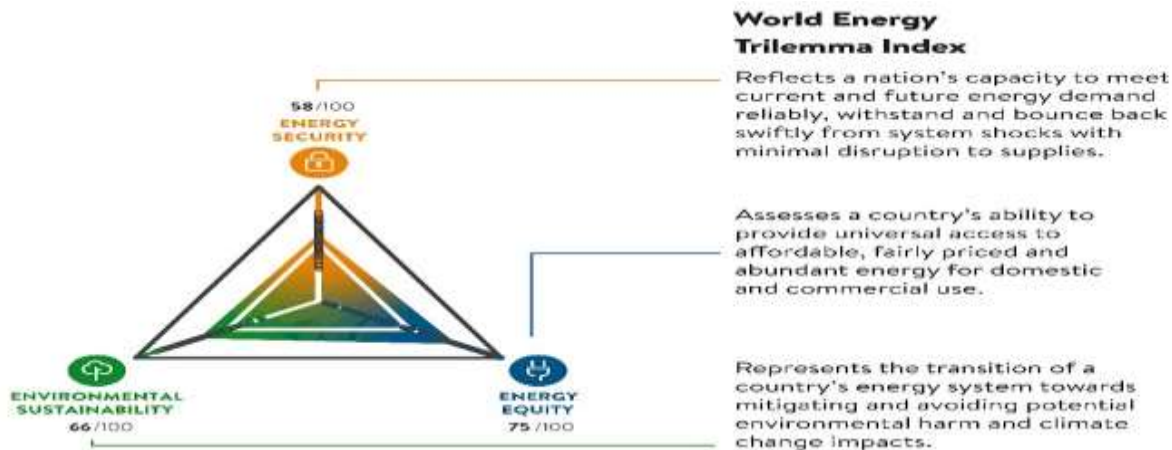 World Energy
Trilemma Index
Reflects a nation's capacity to meet
current and future energy demand
reliably, withstand and bounce back
swiftly from system shocks with
minimal disruption to supplies.
58/100
ENERGY
SECURITY
Assesses a country's ability to
provide universal access to
affordable, fairly priced and
abundant energy for domestic
and commercial use.
ENVIRONMENTAL
SUSTAINABILITY
66/100
ENERGY
EQUITY
75/100
Represents the transition of a
country's energy system towards
mitigating and avoiding potential
environmental harm and climate
change impacts.